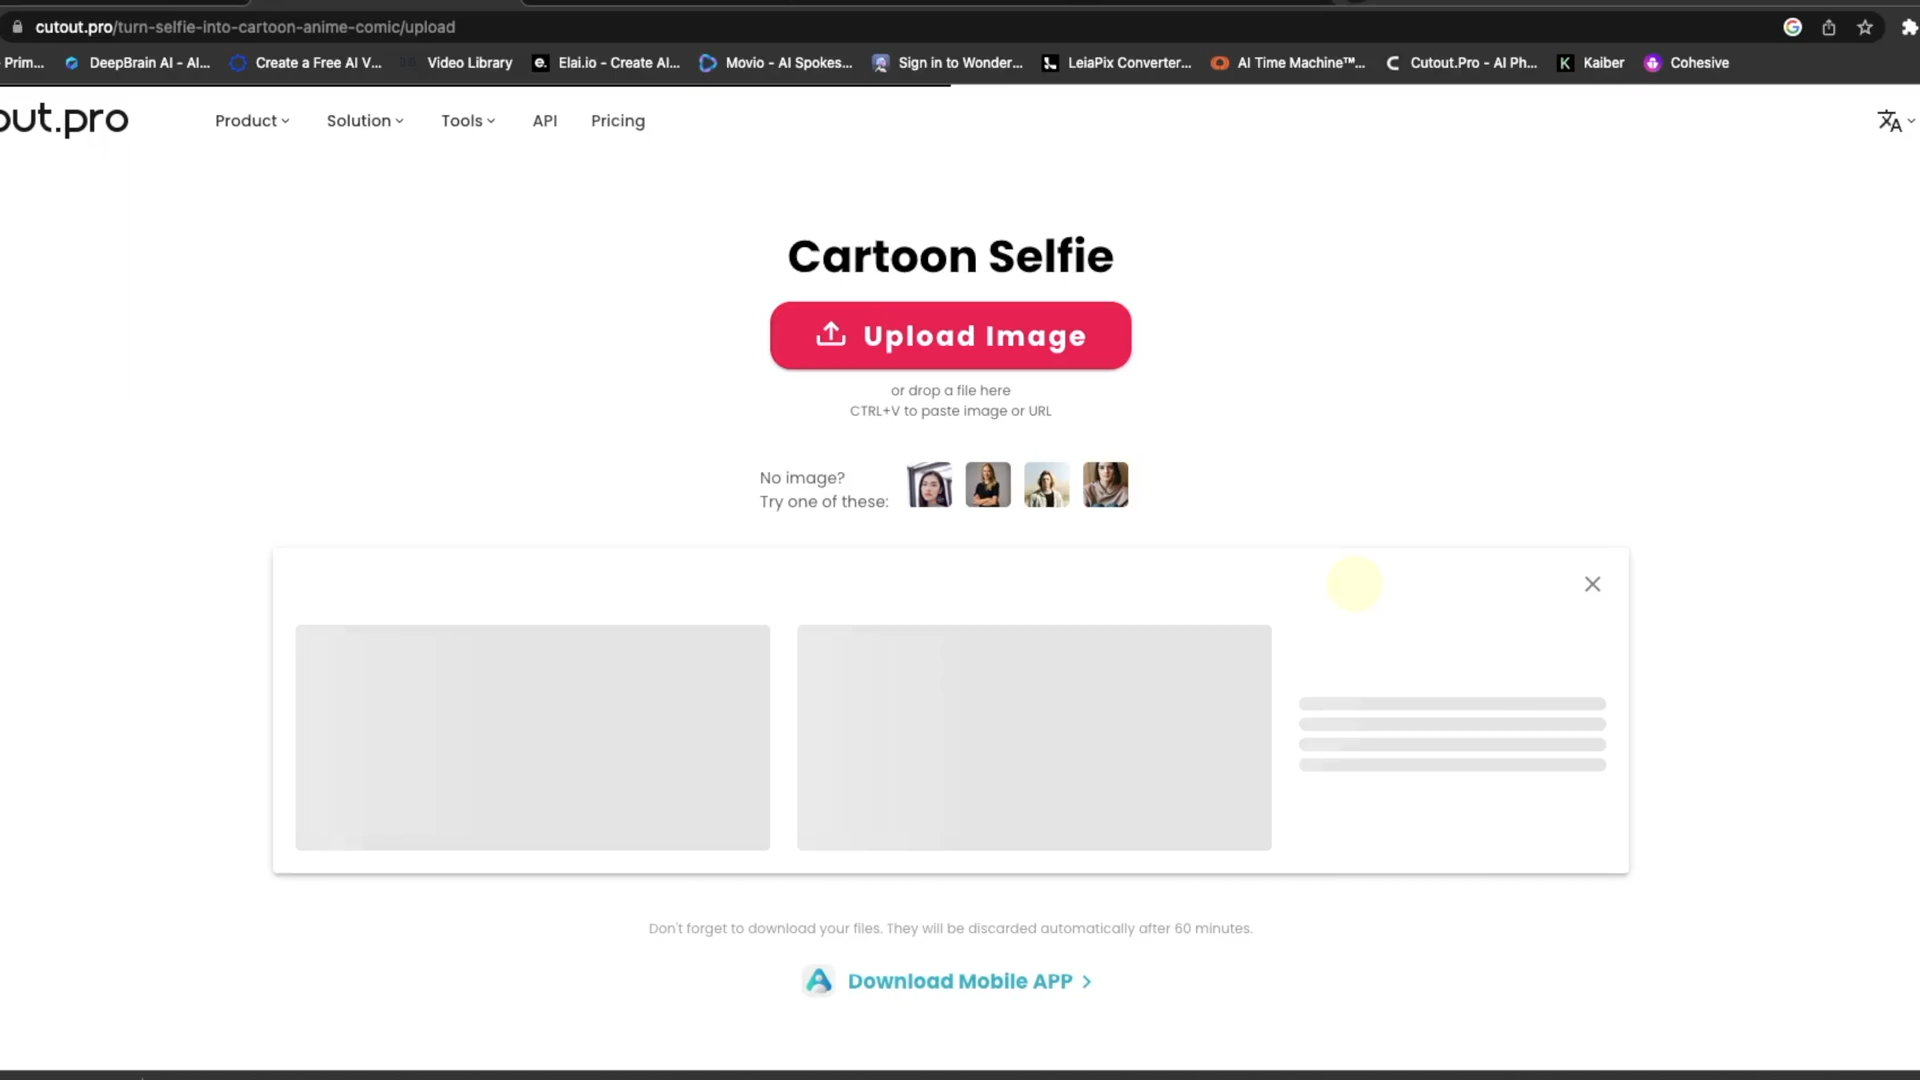 cutout.pro/turn-selfie-into-cartoon-anime-comic/upload
Prim... DeepBrain AI - AI... Create a Free AI V... Video Library Elai.io - Create AI... Movio - AI Spokes... Sign in to Wonder... LeiaPix Converter... AI Time Machine™... Cutout.Pro - AI Ph... Kaiber Cohesive
out.pro Product Solution Tools API Pricing
Cartoon Selfie
Upload Image
or drop a file here
CTRL+V to paste image or URL
No image?
Try one of these:
Don't forget to download your files. They will be discarded automatically after 60 minutes.
Download Mobile APP >